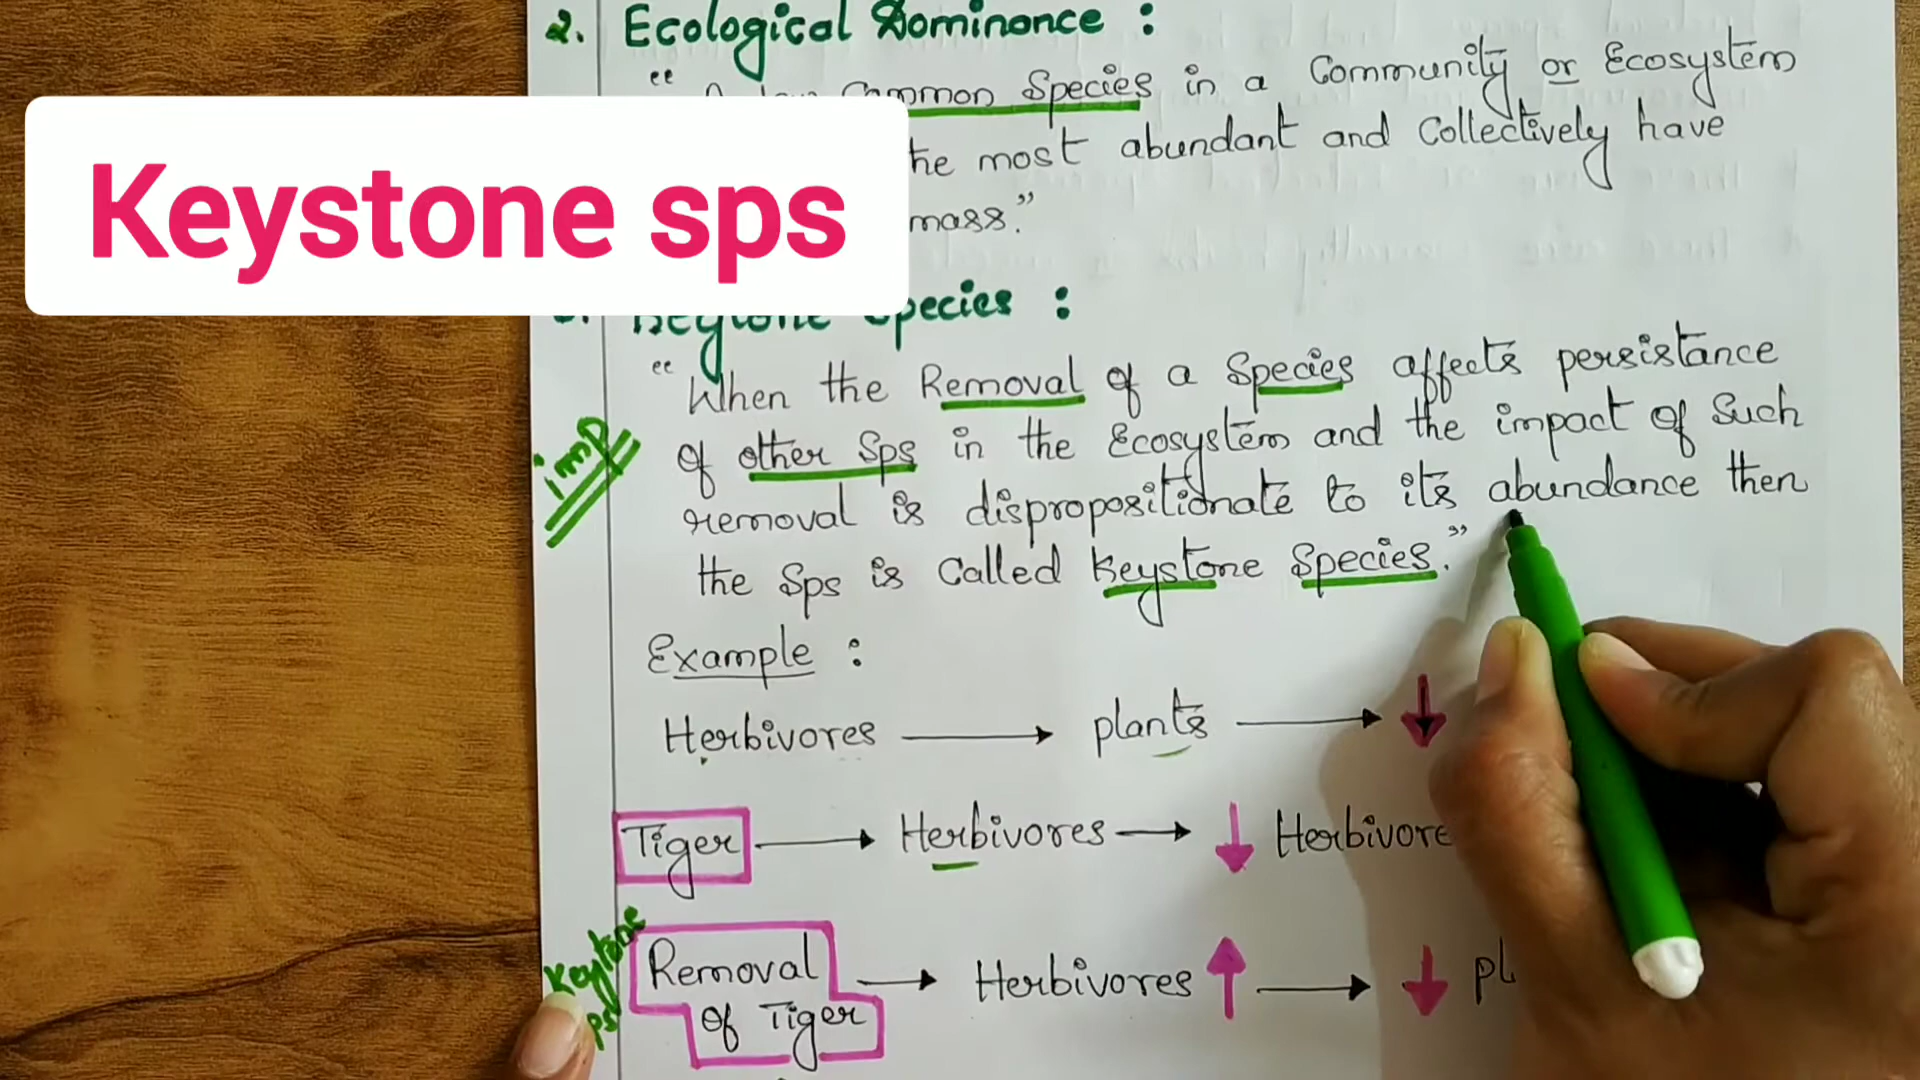 2. Ecological Dominance :
“ Common Species in a Community or Ecosystem
he most abundant and Collectively have
mass.”
Keystone sps
Species :
“When the Removal of a Species affects persistance
of other Sps in the Ecosystem and the impact of Such
imp
removal is dispropositionate to its abundance then
the Sps is Called Keystone Species.”
Example :
Herbivores → plants → ↓
Tiger → Herbivores → ↓ Herbivore
Keytone
Removal → Herbivores ↑ → ↓ pl
of Tiger